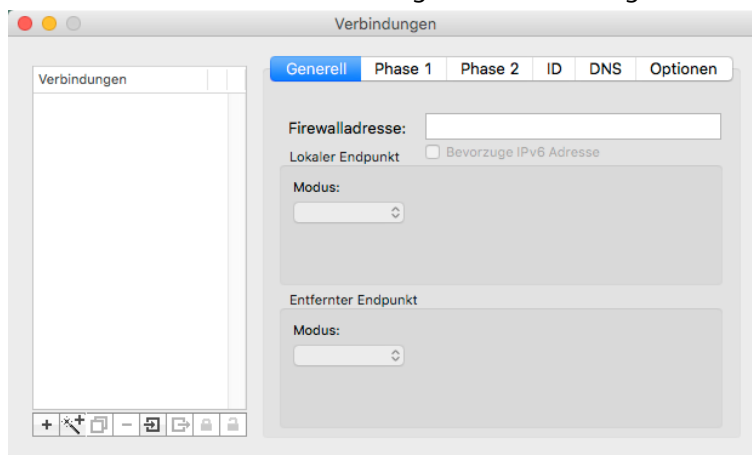 Verbindungen
Verbindungen
Generell Phase 1 Phase 2 ID DNS Optionen
Firewalladresse:
Lokaler Endpunkt
Bevorzuge IPv6 Adresse
Modus:
Entfernter Endpunkt
Modus: